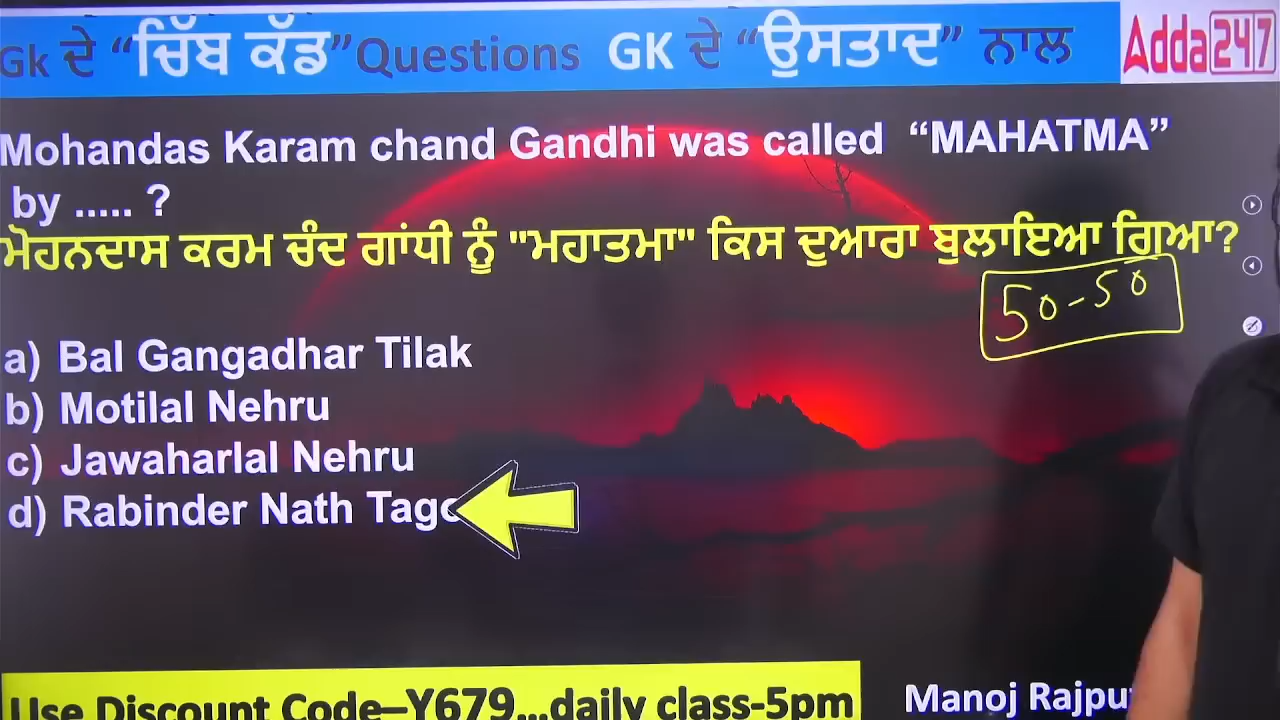 Gk ਦੇ “ਚਿੱਬ ਕੱਡ” Questions GK ਦੇ “ਉਸਤਾਦ” ਨਾਲ
Adda247
Mohandas Karam chand Gandhi was called “MAHATMA”
by ..... ?
ਮੋਹਨਦਾਸ ਕਰਮ ਚੰਦ ਗਾਂਧੀ ਨੂੰ "ਮਹਾਤਮਾ" ਕਿਸ ਦੁਆਰਾ ਬੁਲਾਇਆ ਗਿਆ?
50-50
a) Bal Gangadhar Tilak
b) Motilal Nehru
c) Jawaharlal Nehru
d) Rabinder Nath
Use Discount Code–Y679...daily class-5pm
Manoj